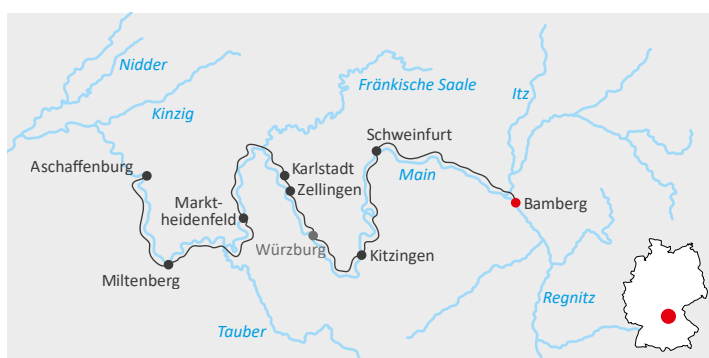 Nidder
Fränkische Saale
Itz
Kinzig
Schweinfurt
Aschaffenburg
Karlstadt
Main
Zellingen
Markt-
heidenfeld
Bamberg
Würzburg
Kitzingen
Miltenberg
Regnitz
Tauber